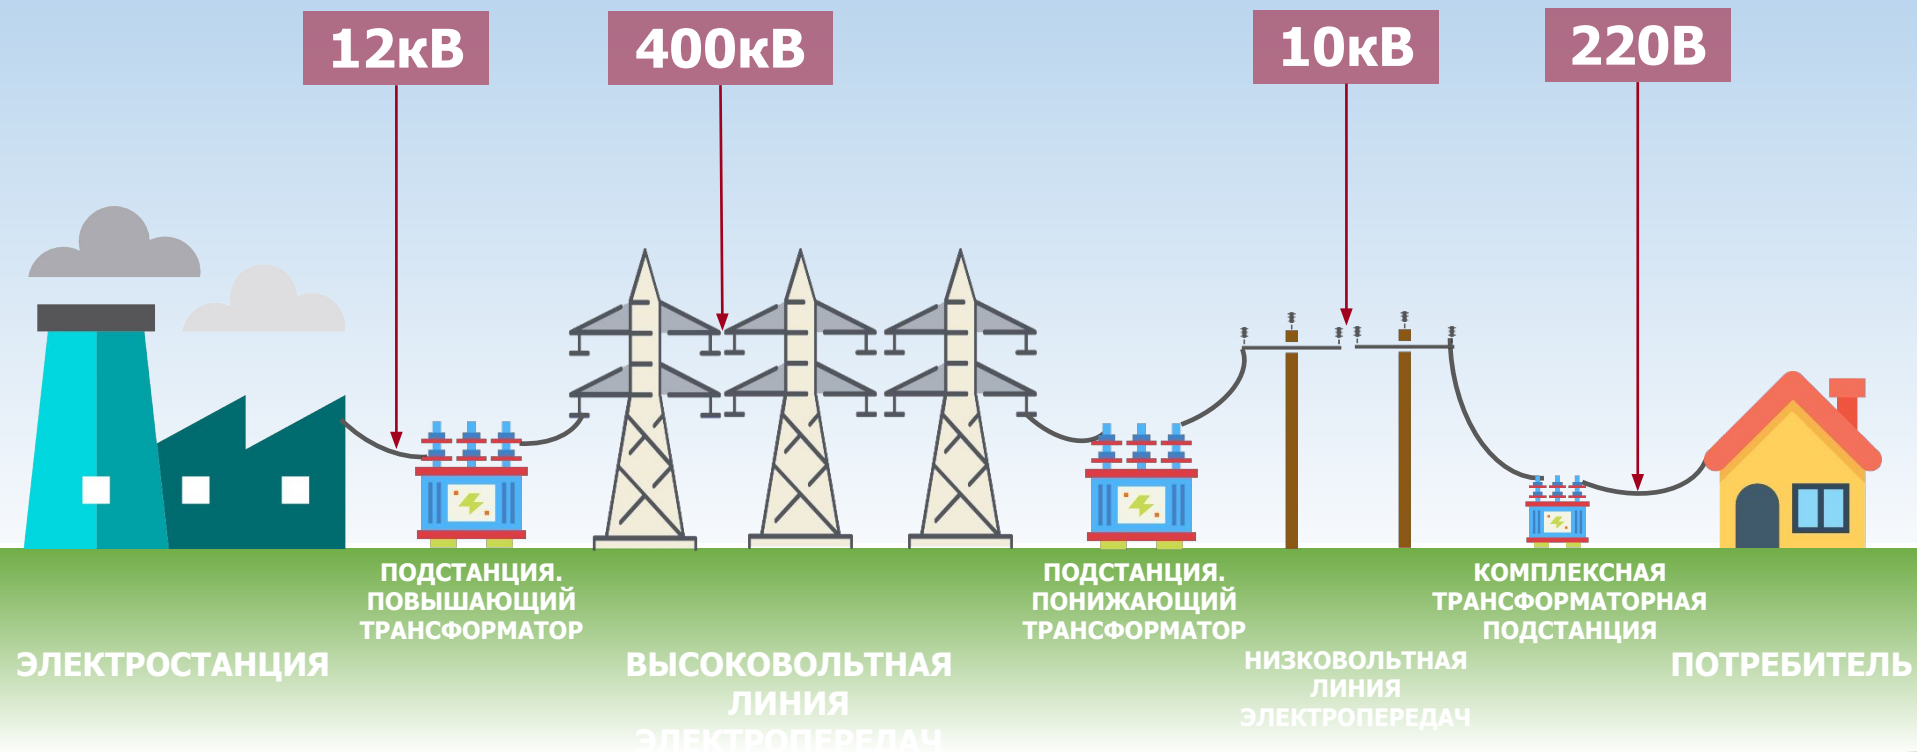 12кВ
400кВ
10кВ
220В
ПОДСТАНЦИЯ.
ПОВЫШАЮЩИЙ
ТРАНСФОРМАТОР
ПОДСТАНЦИЯ.
ПОНИЖАЮЩИЙ
ТРАНСФОРМАТОР
КОМПЛЕКСНАЯ
ТРАНСФОРМАТОРНАЯ
ПОДСТАНЦИЯ
ЭЛЕКТРОСТАНЦИЯ
ВЫСОКОВОЛЬТНАЯ
ЛИНИЯ
ЭЛЕКТРОПЕРЕДАЧ
НИЗКОВОЛЬТНАЯ
ЛИНИЯ
ЭЛЕКТРОПЕРЕДАЧ
ПОТРЕБИТЕЛЬ